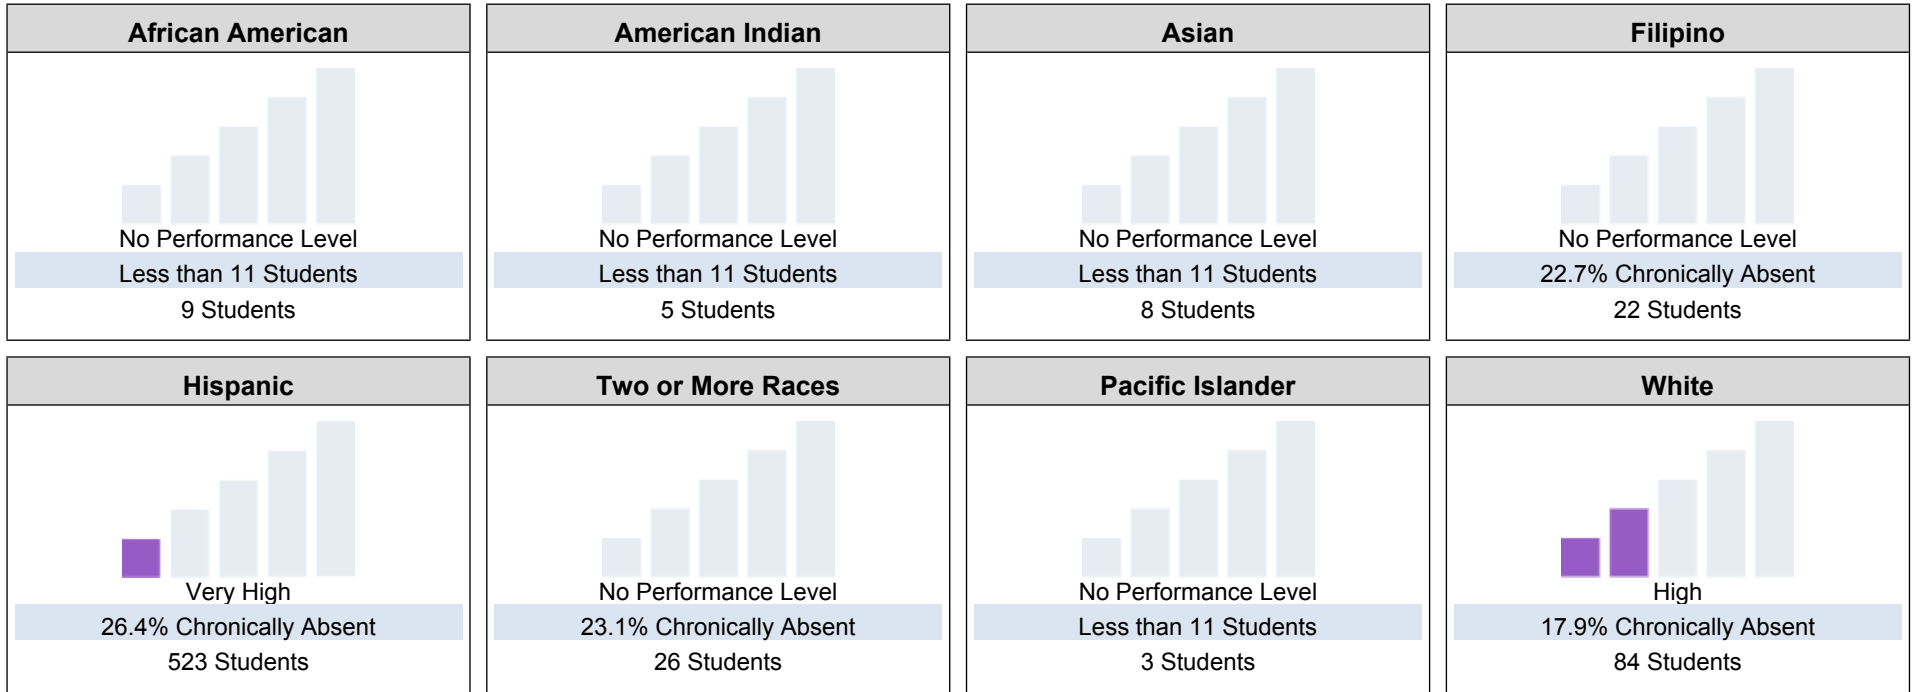 African American
No Performance Level
Less than 11 Students
9 Students
American Indian
No Performance Level
Less than 11 Students
5 Students
Asian
No Performance Level
Less than 11 Students
8 Students
Filipino
No Performance Level
22.7% Chronically Absent
22 Students
Hispanic
Very High
26.4% Chronically Absent
523 Students
Two or More Races
No Performance Level
23.1% Chronically Absent
26 Students
Pacific Islander
No Performance Level
Less than 11 Students
3 Students
White
High
17.9% Chronically Absent
84 Students